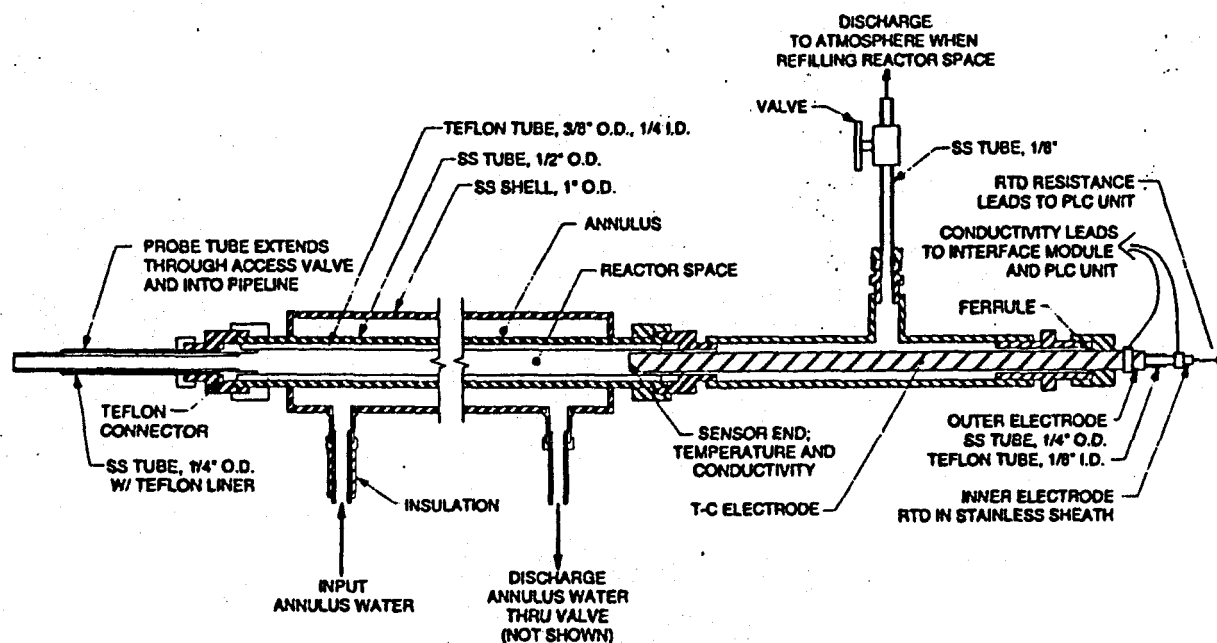 DISCHARGE
TO ATMOSPHERE WHEN
REFILLING REACTOR SPACE
VALVE
TEFLON TUBE, 3/8" O.D., 1/4 I.D.
SS TUBE, 1/2" O.D.
SS SHELL, 1" O.D.
SS TUBE, 1/8"
RTD RESISTANCE
LEADS TO PLC UNIT
ANNULUS
CONDUCTIVITY LEADS
TO INTERFACE MODULE
AND PLC UNIT
PROBE TUBE EXTENDS
THROUGH ACCESS VALVE
AND INTO PIPELINE
REACTOR SPACE
FERRULE
TEFLON
CONNECTOR
SS TUBE, 1/4" O.D.
W/ TEFLON LINER
INSULATION
SENSOR END;
TEMPERATURE AND
CONDUCTIVITY
T-C ELECTRODE
OUTER ELECTRODE
SS TUBE, 1/4" O.D.
TEFLON TUBE, 1/8" I.D.
INNER ELECTRODE
RTD IN STAINLESS SHEATH
INPUT
ANNULUS WATER
DISCHARGE
ANNULUS WATER
THRU VALVE
(NOT SHOWN)